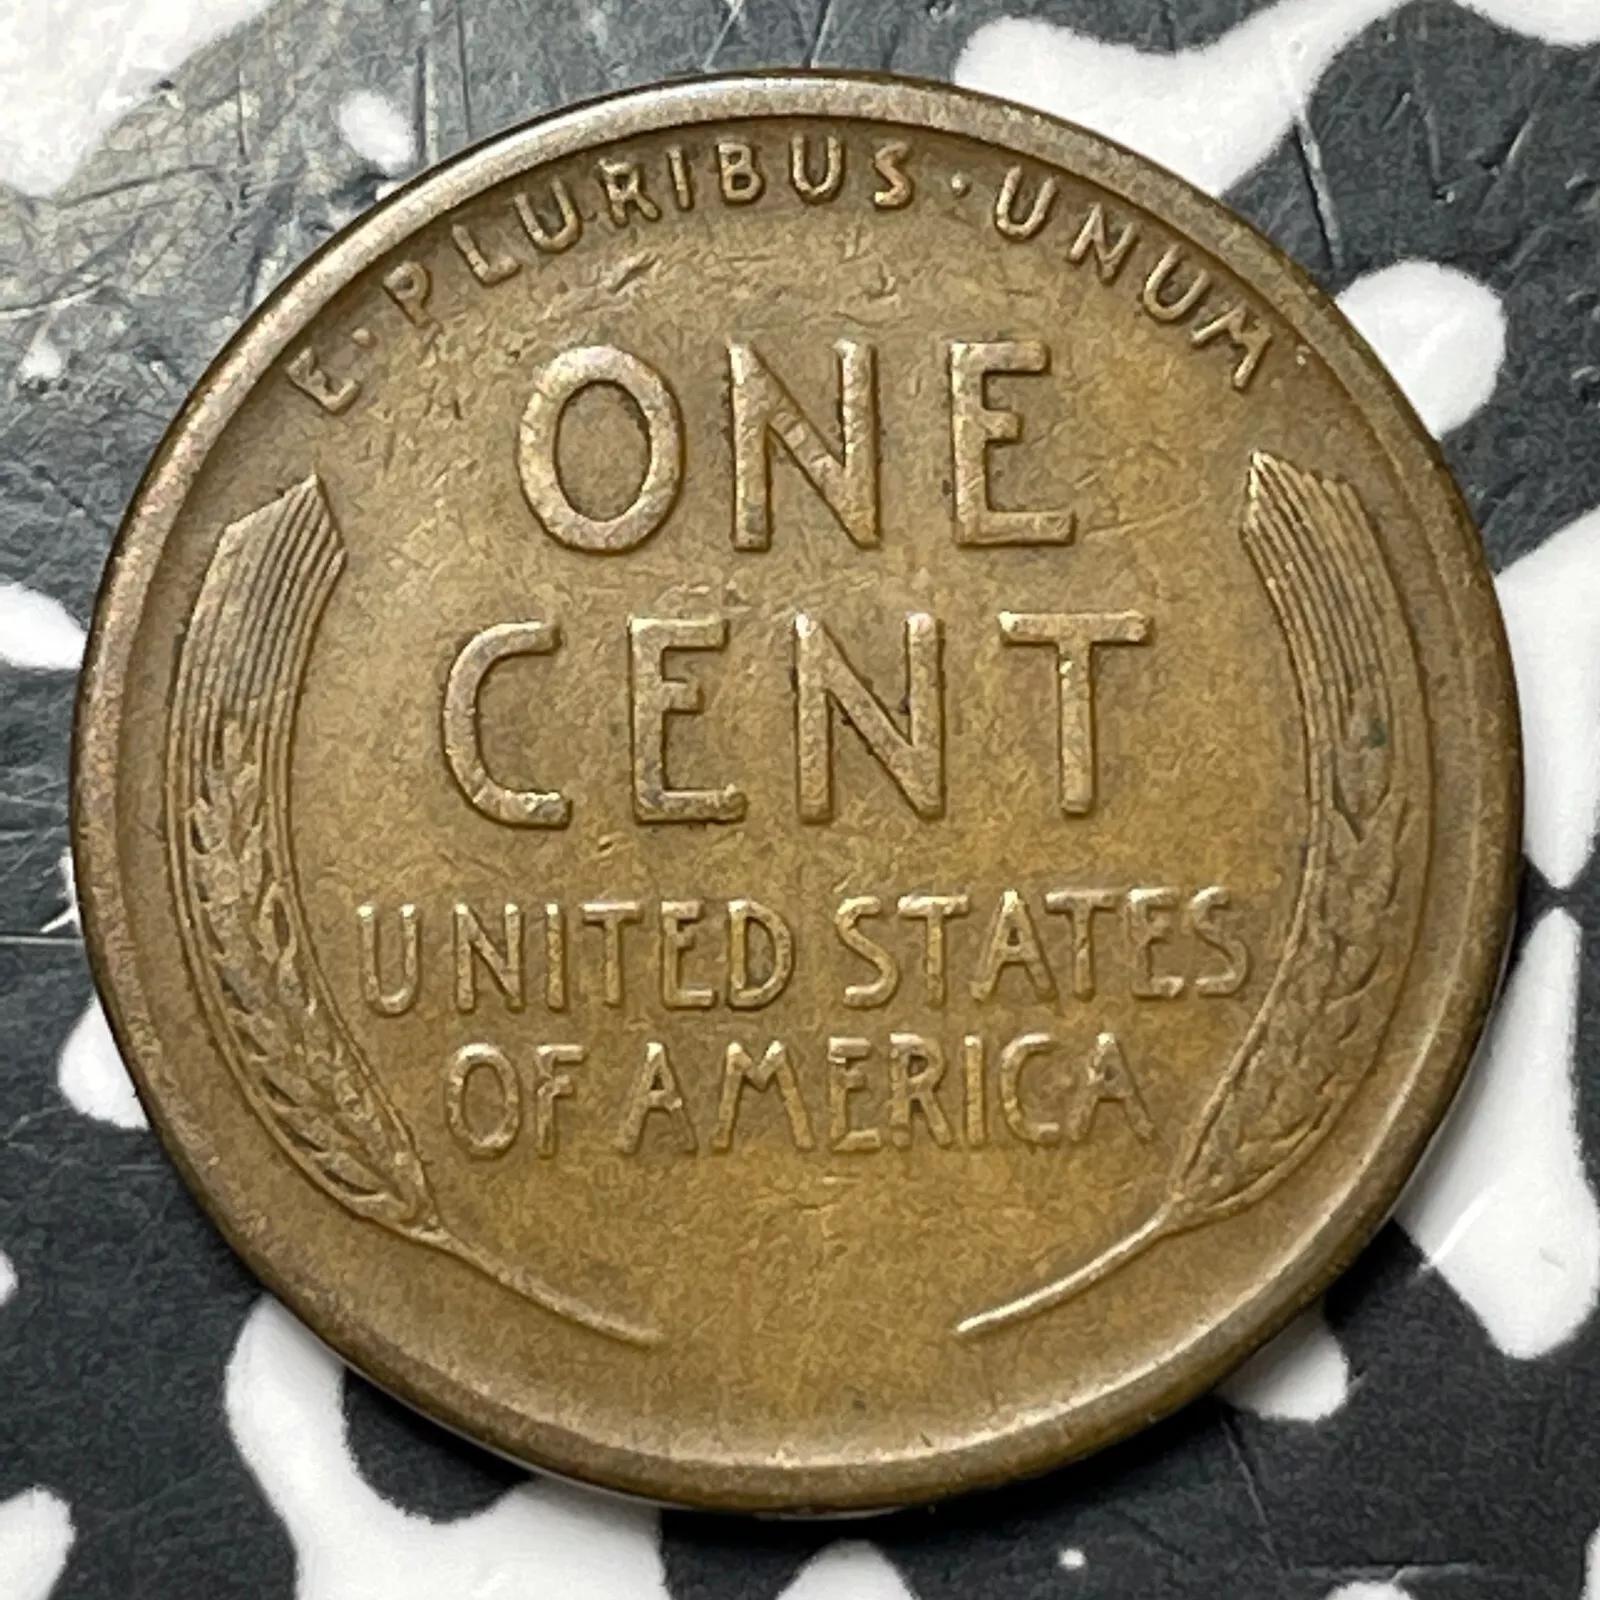 E·PLURIBUS·UNUM
ONE
CENT
UNITED STATES
OF AMERICA